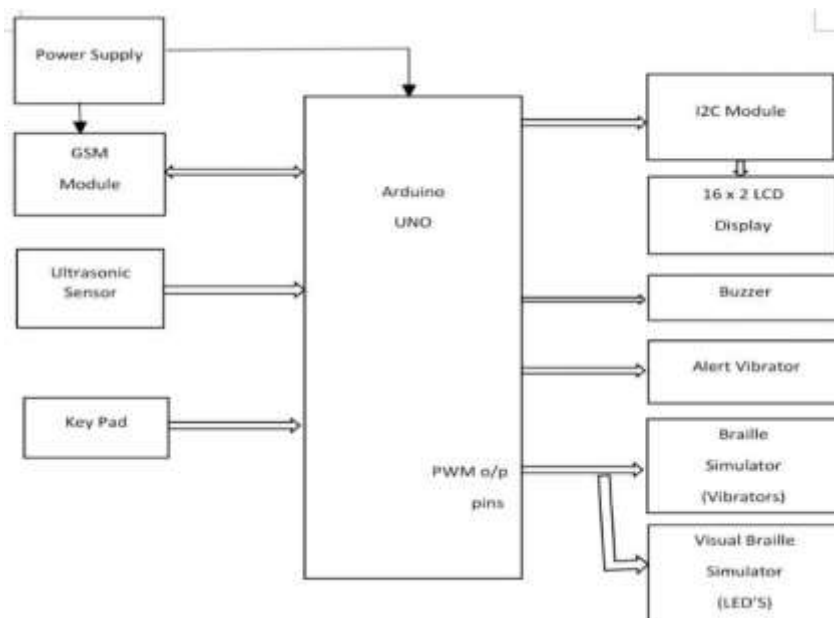 Power Supply
GSM
Module
Ultrasonic
Sensor
Key Pad
Arduino
UNO
PWM o/p
pins
I2C Module
16 x 2 LCD
Display
Buzzer
Alert Vibrator
Braille
Simulator
(Vibrators)
Visual Braille
Simulator
(LED'S)